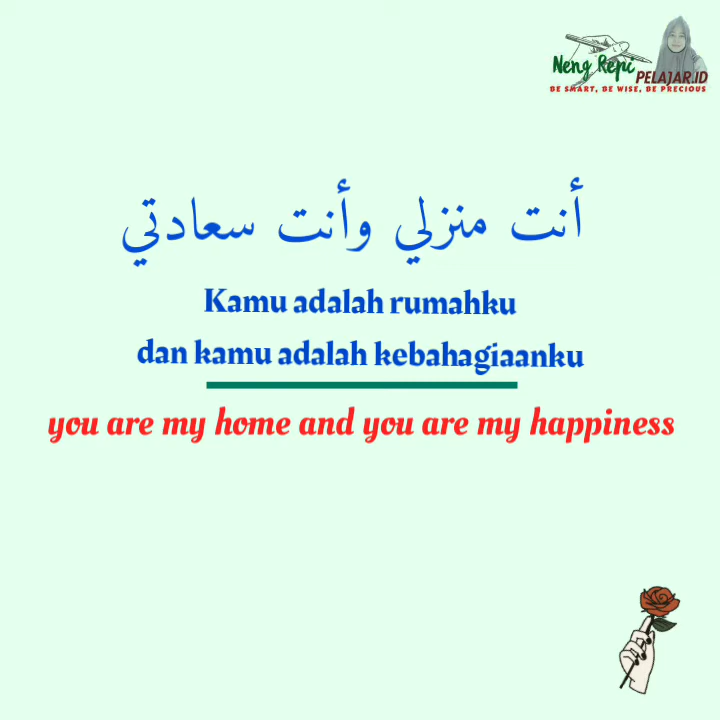 Neng Repi
PELAJAR.ID
BE SMART, BE WISE, BE PRECIOUS
أنت منزلي وأنت سعادتي
Kamu adalah rumahku
dan kamu adalah kebahagiaanku
you are my home and you are my happiness